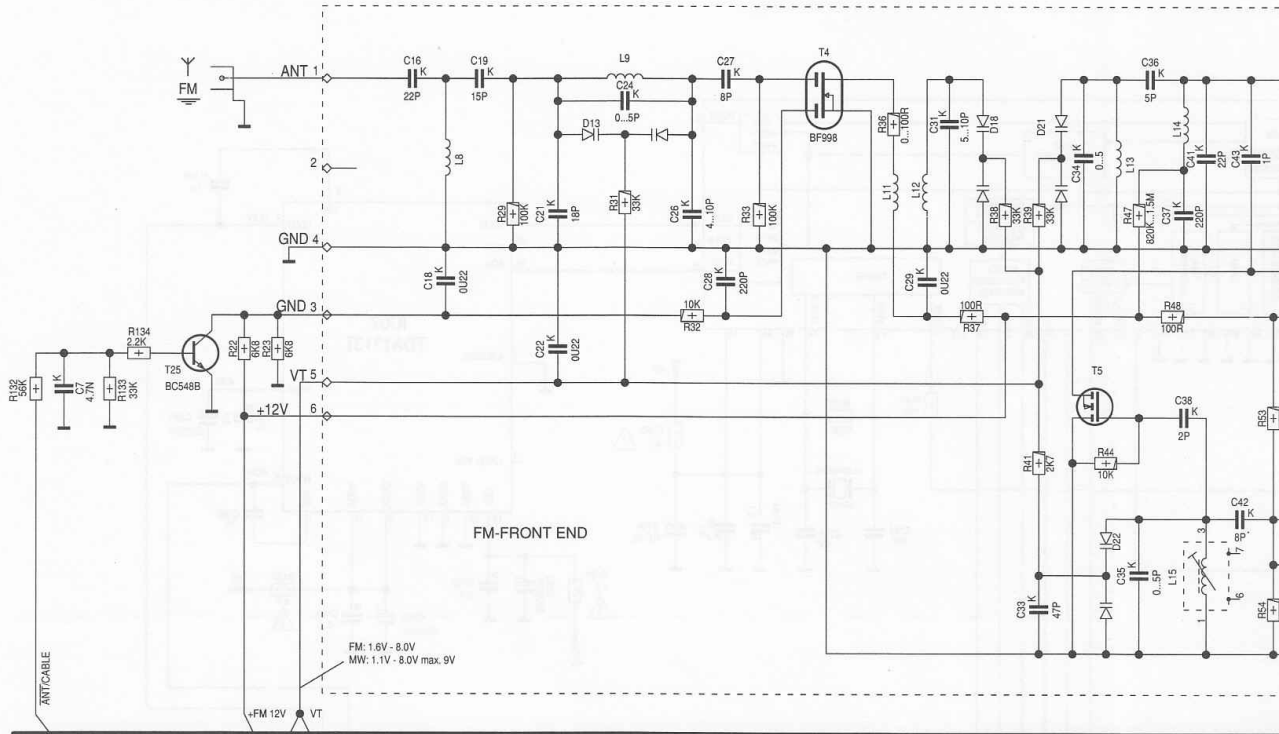 FM
ANT 1
2
GND 4
GND 3
VT 5
+12V 6
C16
K
22P
C19
K
15P
L8
R29
100K
C18
K
0U22
L9
C24
K
0...5P
D13
C21
K
18P
R31
33K
C26
K
4...10P
C22
K
0U22
C27
K
8P
R33
100K
C28
K
220P
10K
R32
T4
BF998
R36
0...100R
L11
L12
C31
K
5...10P
D18
D21
R38
33K
R39
33K
C34
K
0...5
L13
C36
K
5P
L14
C41
K
22P
C43
K
1P
R47
820K...1.5M
C37
K
220P
C29
K
0U22
100R
R37
R48
100R
T5
C38
K
2P
R44
10K
R41
2K7
R53
C42
K
8P
D22
C35
K
0...5P
L15
3
7
6
1
C33
K
47P
R54
R134
2.2K
T25
BC548B
R132
56K
C7
K
4.7N
R133
33K
R22
6K8
R23
6K8
FM-FRONT END
FM: 1.6V - 8.0V
MW: 1.1V - 8.0V max. 9V
ANT/CABLE
+FM 12V
VT